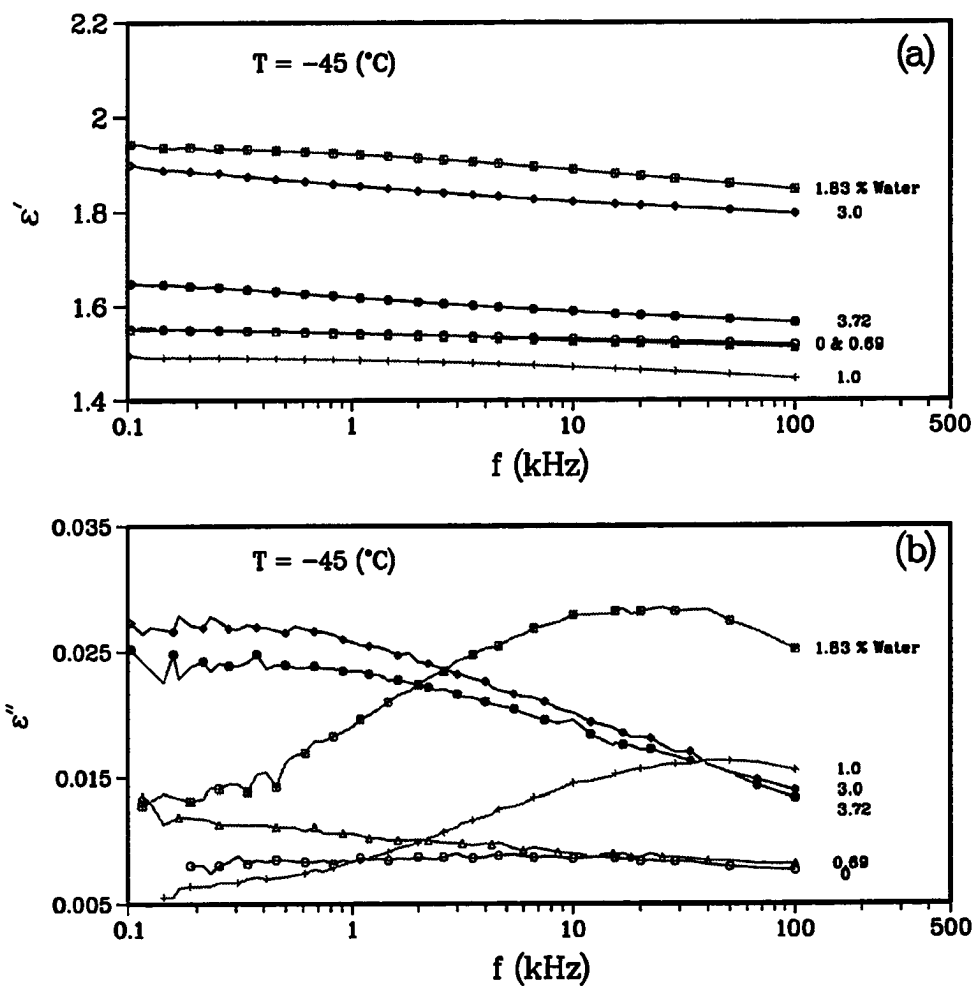 2.2
(a)
T = −45 (°C)
2
1.83 % Water
1.8
3.0
ε'
1.6
3.72
0 & 0.69
1.0
1.4
0.1
1
10
100
500
f (kHz)
0.035
(b)
T = −45 (°C)
0.025
1.83 % Water
ε''
0.015
1.0
3.0
3.72
0.69
0
0.005
0.1
1
10
100
500
f (kHz)